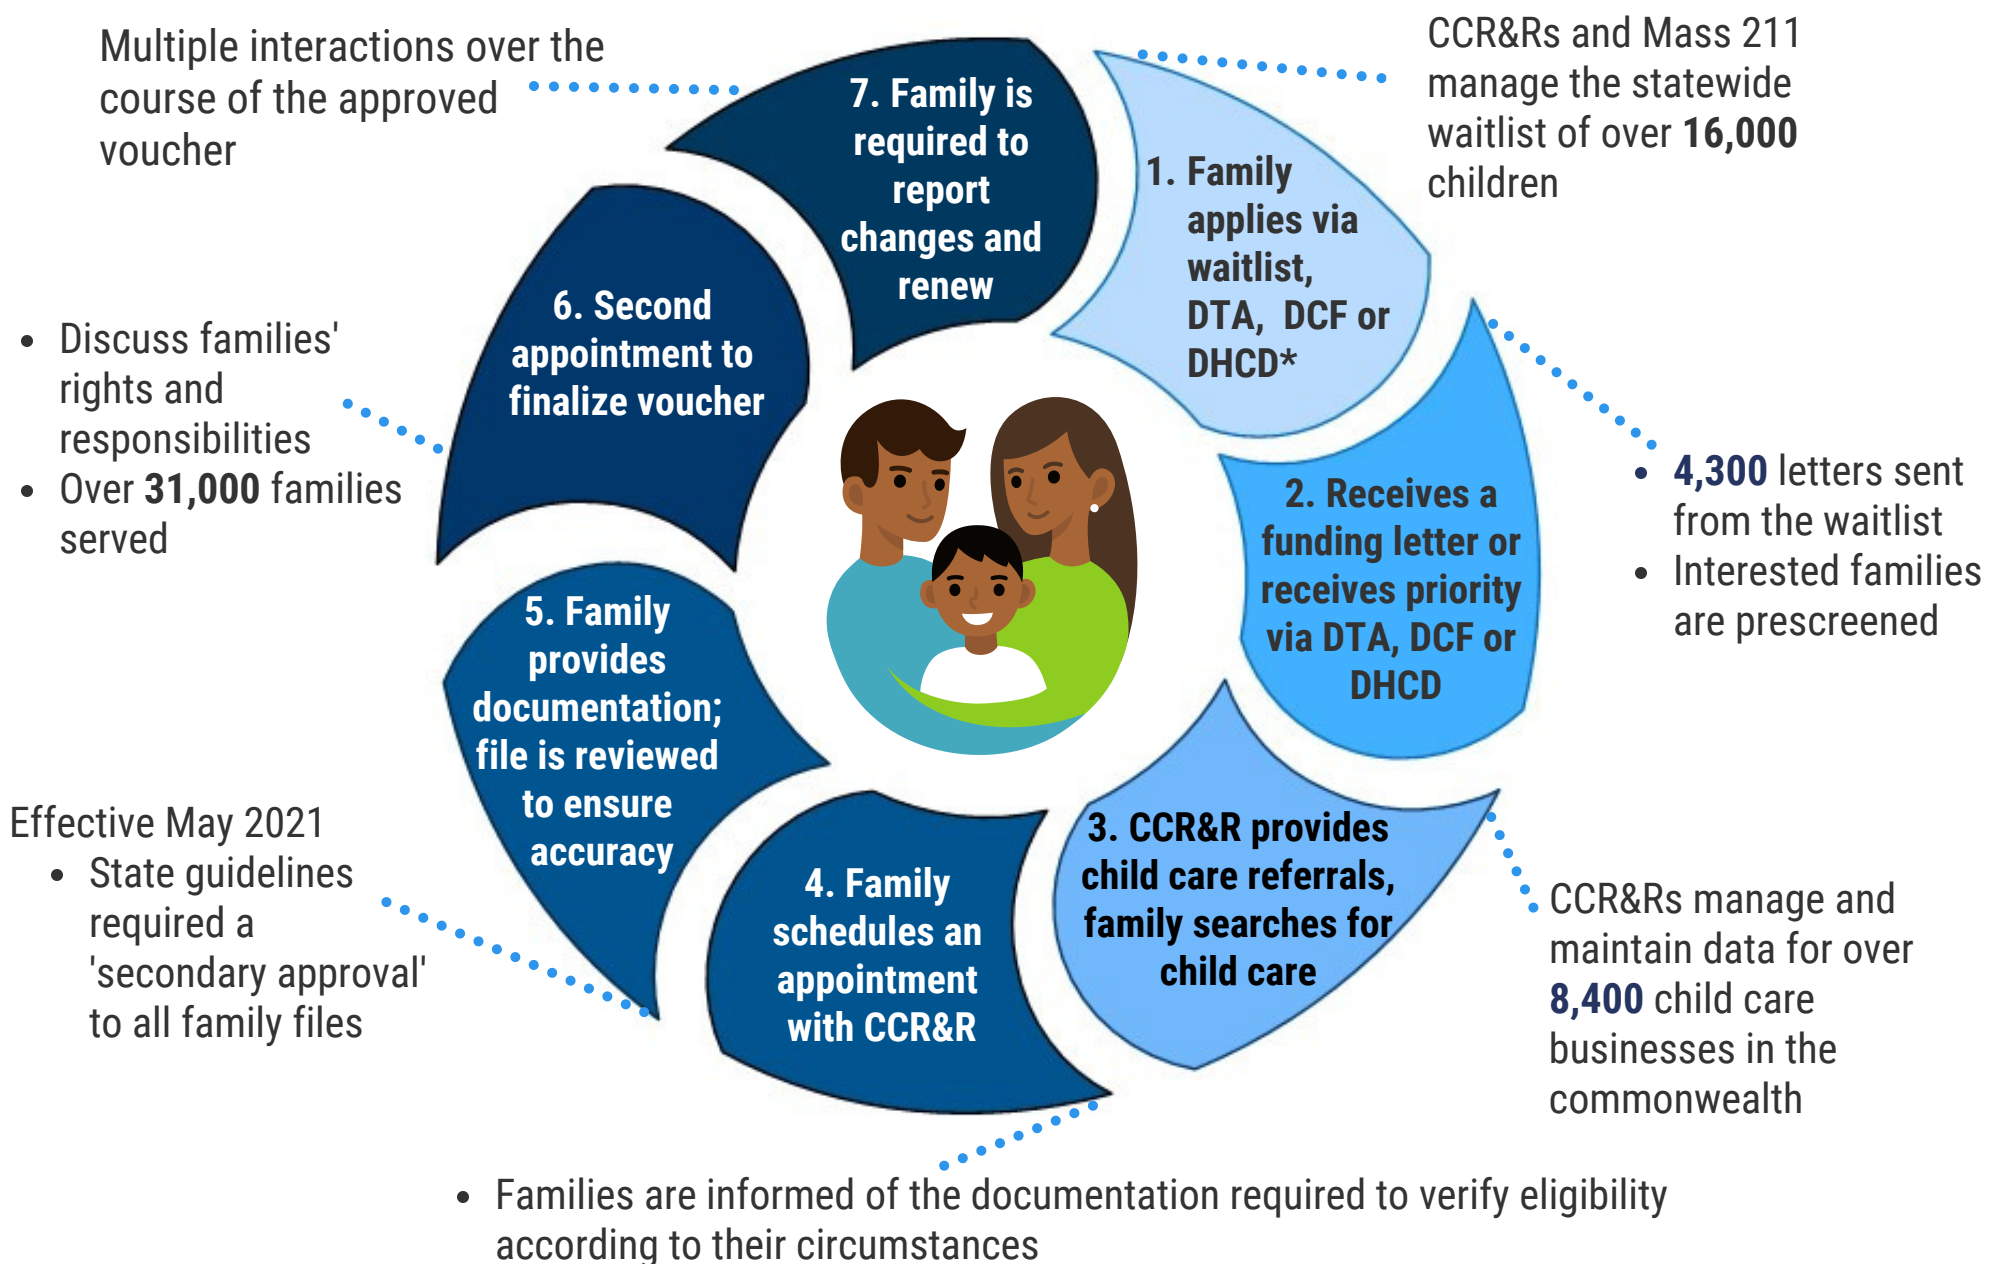 Multiple interactions over the
course of the approved
voucher
7. Family is
required to
report
changes and
renew
CCR&Rs and Mass 211
manage the statewide
waitlist of over 16,000
children
1. Family
applies via
waitlist,
DTA, DCF or
DHCD*
2. Receives a
funding letter or
receives priority
via DTA, DCF or
DHCD
• 4,300 letters sent
from the waitlist
• Interested families
are prescreened
3. CCR&R provides
child care referrals,
family searches for
child care
CCR&Rs manage and
maintain data for over
8,400 child care
businesses in the
commonwealth
4. Family
schedules an
appointment
with CCR&R
• Families are informed of the documentation required to verify eligibility
according to their circumstances
5. Family
provides
documentation;
file is reviewed
to ensure
accuracy
Effective May 2021
• State guidelines
required a
'secondary approval'
to all family files
6. Second
appointment to
finalize voucher
• Discuss families'
rights and
responsibilities
• Over 31,000 families
served